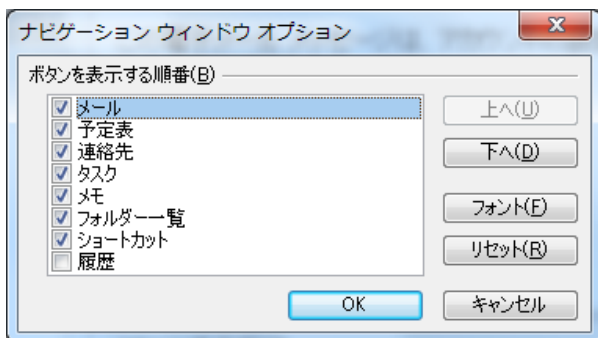 ナビゲーション ウィンドウ オプション
ボタンを表示する順番(B)
メール
予定表
連絡先
タスク
メモ
フォルダー一覧
ショートカット
履歴
上へ(U)
下へ(D)
フォント(F)
リセット(R)
OK
キャンセル